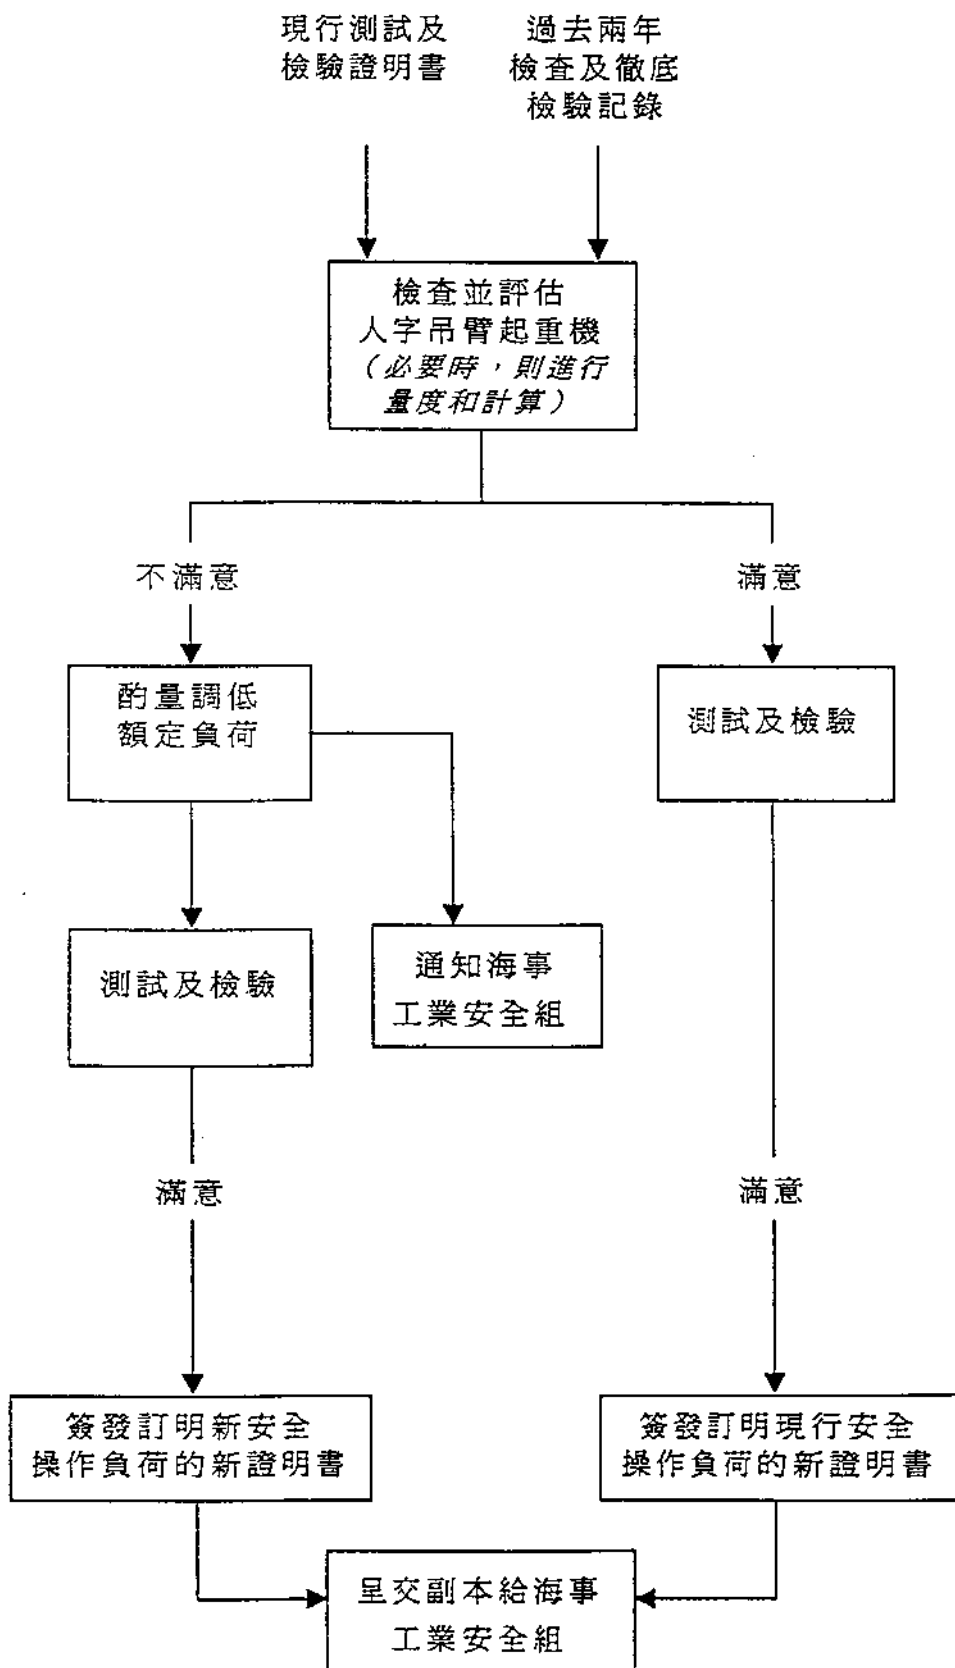 現行測試及
檢驗證明書
過去兩年
檢查及徹底
檢驗記錄
檢查並評估
人字吊臂起重機
（必要時，則進行
量度和計算）
不滿意
滿意
酌量調低
額定負荷
測試及檢驗
測試及檢驗
通知海事
工業安全組
滿意
滿意
簽發訂明新安全
操作負荷的新證明書
簽發訂明現行安全
操作負荷的新證明書
呈交副本給海事
工業安全組